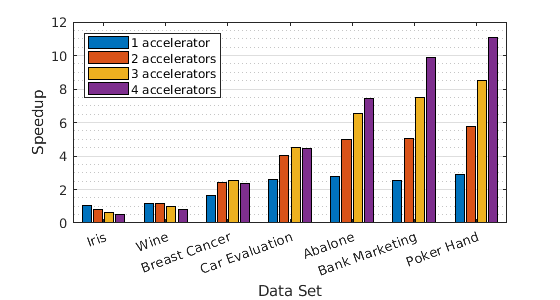 12
10
8
6
4
2
0
Speedup
1 accelerator
2 accelerators
3 accelerators
4 accelerators
Iris
Wine
Breast Cancer
Car Evaluation
Abalone
Bank Marketing
Poker Hand
Data Set